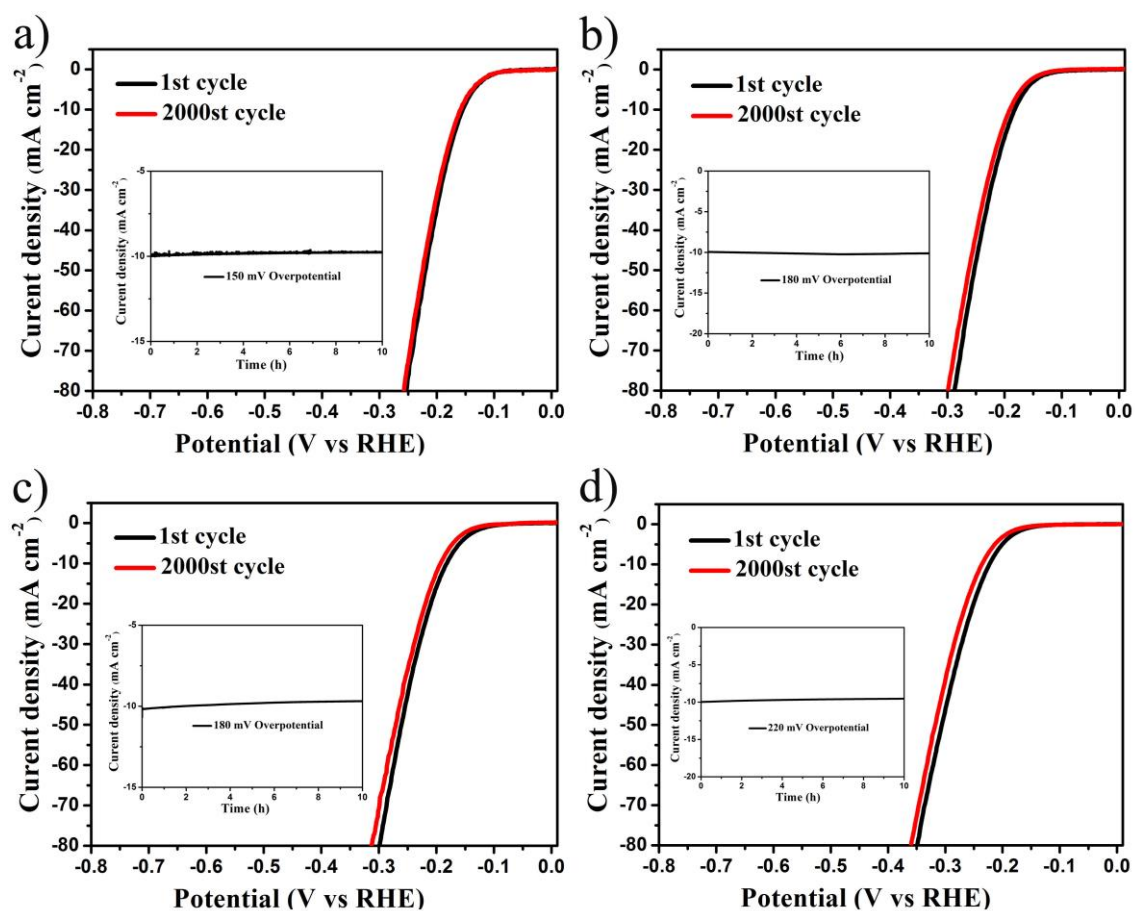 a)
Curent density (mA cm-2)
0
-10
-20
-30
-40
-50
-60
-70
-80
1st cycle
2000st cycle
Curent density (mA cm-2)
-5
-10
-15
150 mV Overpotential
0 2 4 6 8 10
Time (h)
-0.8 -0.7 -0.6 -0.5 -0.4 -0.3 -0.2 -0.1 0.0
Potential (V vs RHE)
b)
Curent density (mA cm-2)
0
-10
-20
-30
-40
-50
-60
-70
-80
1st cycle
2000st cycle
Curent density (mA cm-2)
0
-5
-10
-15
-20
180 mV Overpotential
0 2 4 6 8 10
Time (h)
-0.8 -0.7 -0.6 -0.5 -0.4 -0.3 -0.2 -0.1 0.0
Potential (V vs RHE)
c)
Curent density (mA cm-2)
0
-10
-20
-30
-40
-50
-60
-70
-80
1st cycle
2000st cycle
Curent density (mA cm-2)
-5
-10
-15
180 mV Overpotential
0 2 4 6 8 10
Time (h)
-0.8 -0.7 -0.6 -0.5 -0.4 -0.3 -0.2 -0.1 0.0
Potential (V vs RHE)
d)
Curent density (mA cm-2)
0
-10
-20
-30
-40
-50
-60
-70
-80
1st cycle
2000st cycle
Curent density (mA cm-2)
0
-5
-10
-15
-20
220 mV Overpotential
0 2 4 6 8 10
Time (h)
-0.8 -0.7 -0.6 -0.5 -0.4 -0.3 -0.2 -0.1 0.0
Potential (V vs RHE)